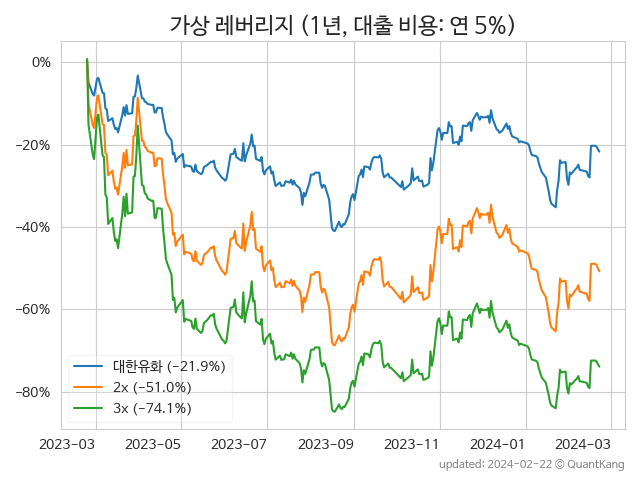 가상 레버리지 (1년, 대출 비용: 연 5%)
0%
−20%
−40%
−60%
−80%
대한유화 (−21.9%)
2x (−51.0%)
3x (−74.1%)
2023-03 2023-05 2023-07 2023-09 2023-11 2024-01 2024-03
updated: 2024-02-22 © QuantKang